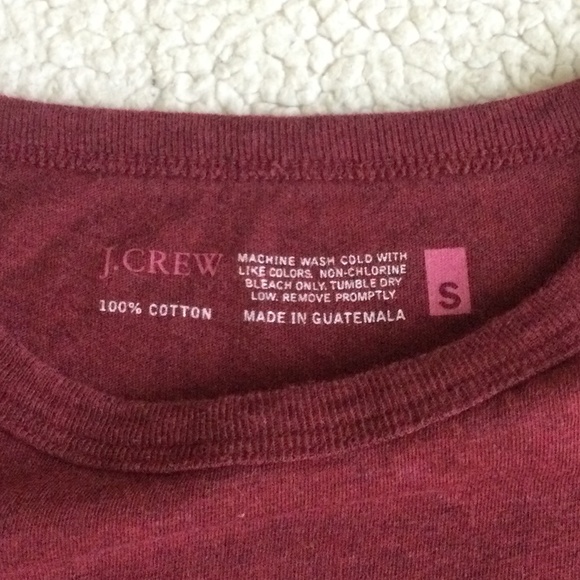 J.CREW
100% COTTON
MACHINE WASH COLD WITH
LIKE COLORS. NON-CHLORINE
BLEACH ONLY. TUMBLE DRY
LOW. REMOVE PROMPTLY
MADE IN GUATEMALA
S